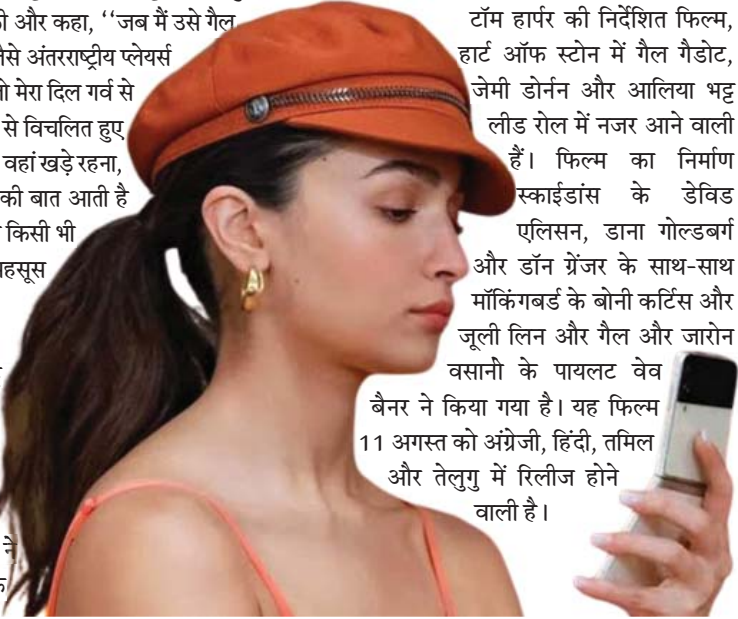 और कहा, ‘‘जब मैं उसे गैल
अंतरराष्ट्रीय प्लेयर्स
मेरा दिल गर्व से
से विचलित हुए
वहां खड़े रहना,
की बात आती है
किसी भी
ने
टॉम हार्पर की निर्देशित फिल्म,
हार्ट ऑफ स्टोन में गैल गैडोट,
जेमी डोर्नन और आलिया भट्ट
लीड रोल में नजर आने वाली
हैं। फिल्म का निर्माण
स्काईडांस के डेविड
एलिसन, डाना गोल्डबर्ग
और डॉन ग्रेंजर के साथ-साथ
मॉकिंगबर्ड के बोनी कर्टिस और
जूली लिन और गैल और जारोन
वसानो के पायलट वेव
बैनर ने किया गया है। यह फिल्म
11 अगस्त को अंग्रेजी, हिंदी, तमिल
और तेलुगु में रिलीज होने
वाली है।